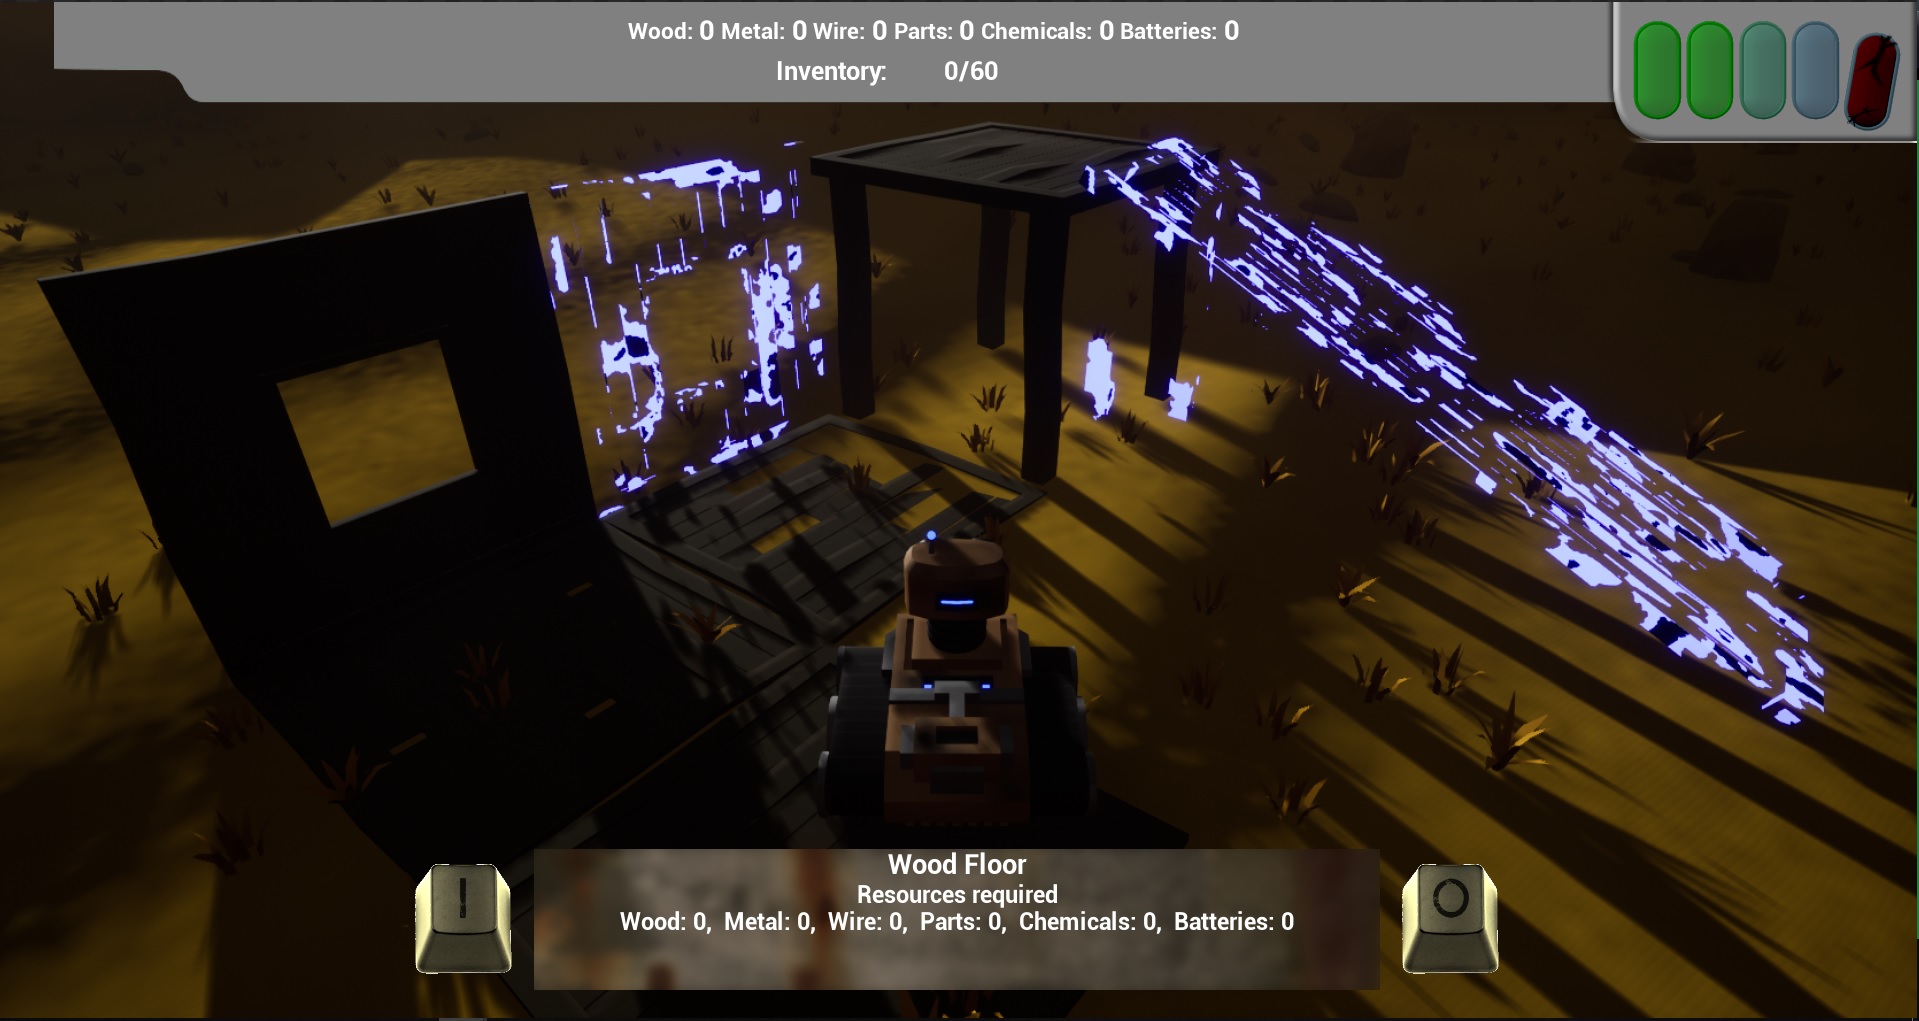 Wood: 0 Metal: 0 Wire: 0 Parts: 0 Chemicals: 0 Batteries: 0
Inventory: 0/60
Wood Floor
Resources required
Wood: 0, Metal: 0, Wire: 0, Parts: 0, Chemicals: 0, Batteries: 0
I
O